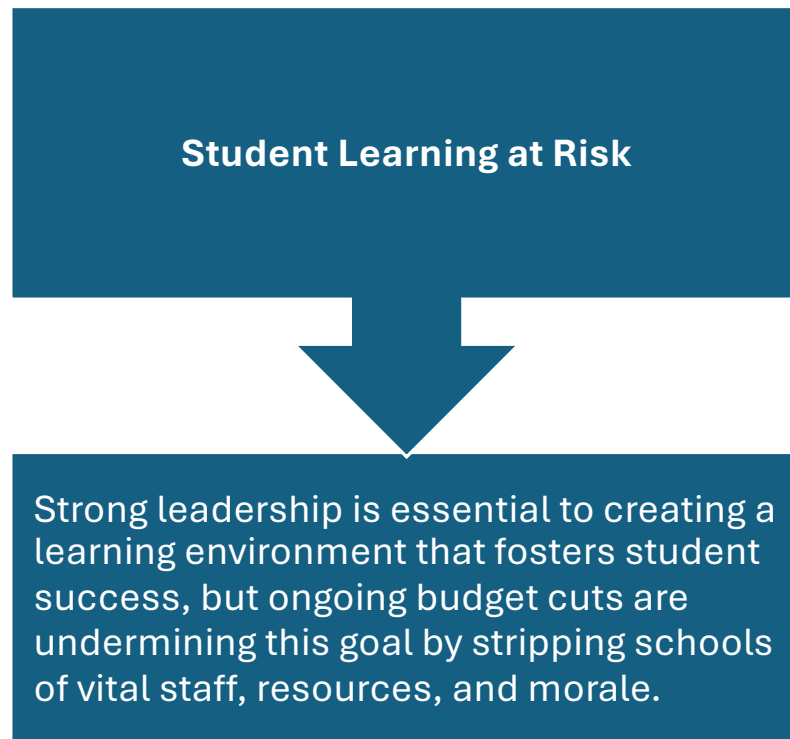 Student Learning at Risk
Strong leadership is essential to creating a
learning environment that fosters student
success, but ongoing budget cuts are
undermining this goal by stripping schools
of vital staff, resources, and morale.